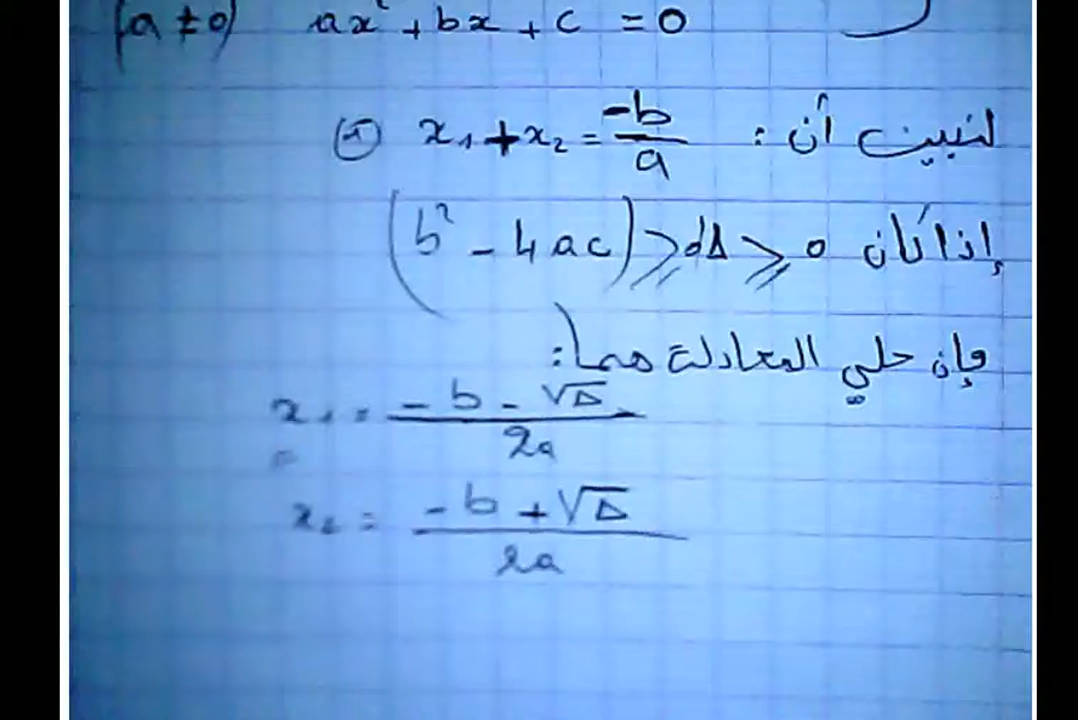 ax² + bx + c = 0 (a ≠ 0)
لنبين أن : x₁ + x₂ = -b/a ①
إذا كان (b² - 4ac) ⩾ Δ ⩾ 0
فإن حلي المعادلة هما:
x₁ = -b - √Δ / 2a
x₂ = -b + √Δ / 2a